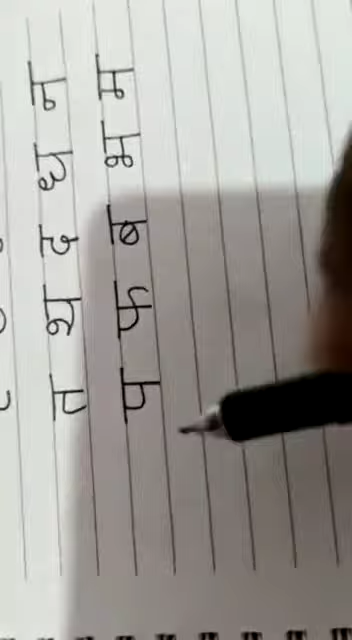 त थ द ध न
प फ ब भ म